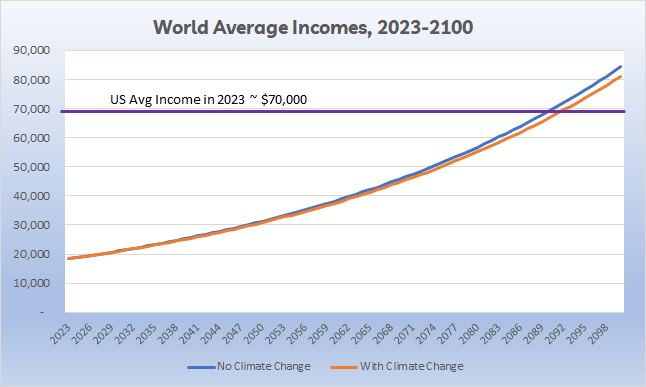 World Average Incomes, 2023-2100
90,000
80,000
70,000
60,000
50,000
40,000
30,000
20,000
10,000
-
US Avg Income in 2023 ~ $70,000
2023 2026 2029 2032 2035 2038 2041 2044 2047 2050 2053 2056 2059 2062 2065 2068 2071 2074 2077 2080 2083 2086 2089 2092 2095 2098
No Climate Change With Climate Change